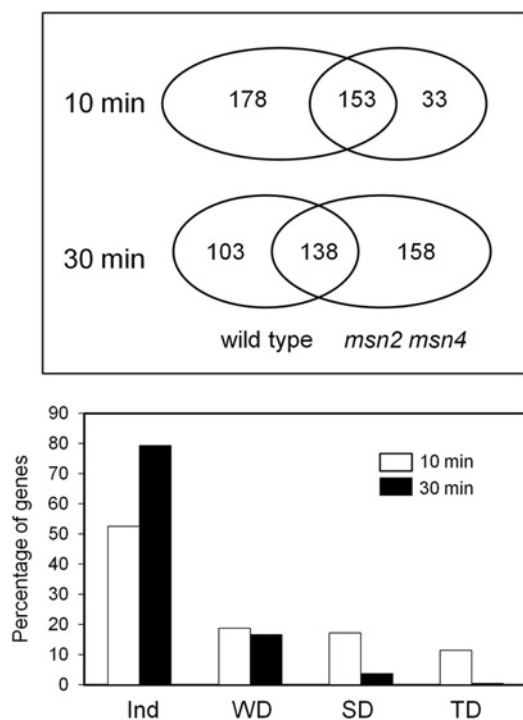 10 min 178 153 33
30 min 103 138 158
wild type msn2 msn4
Percentage of genes
90
80
70
60
50
40
30
20
10
0
10 min
30 min
Ind WD SD TD